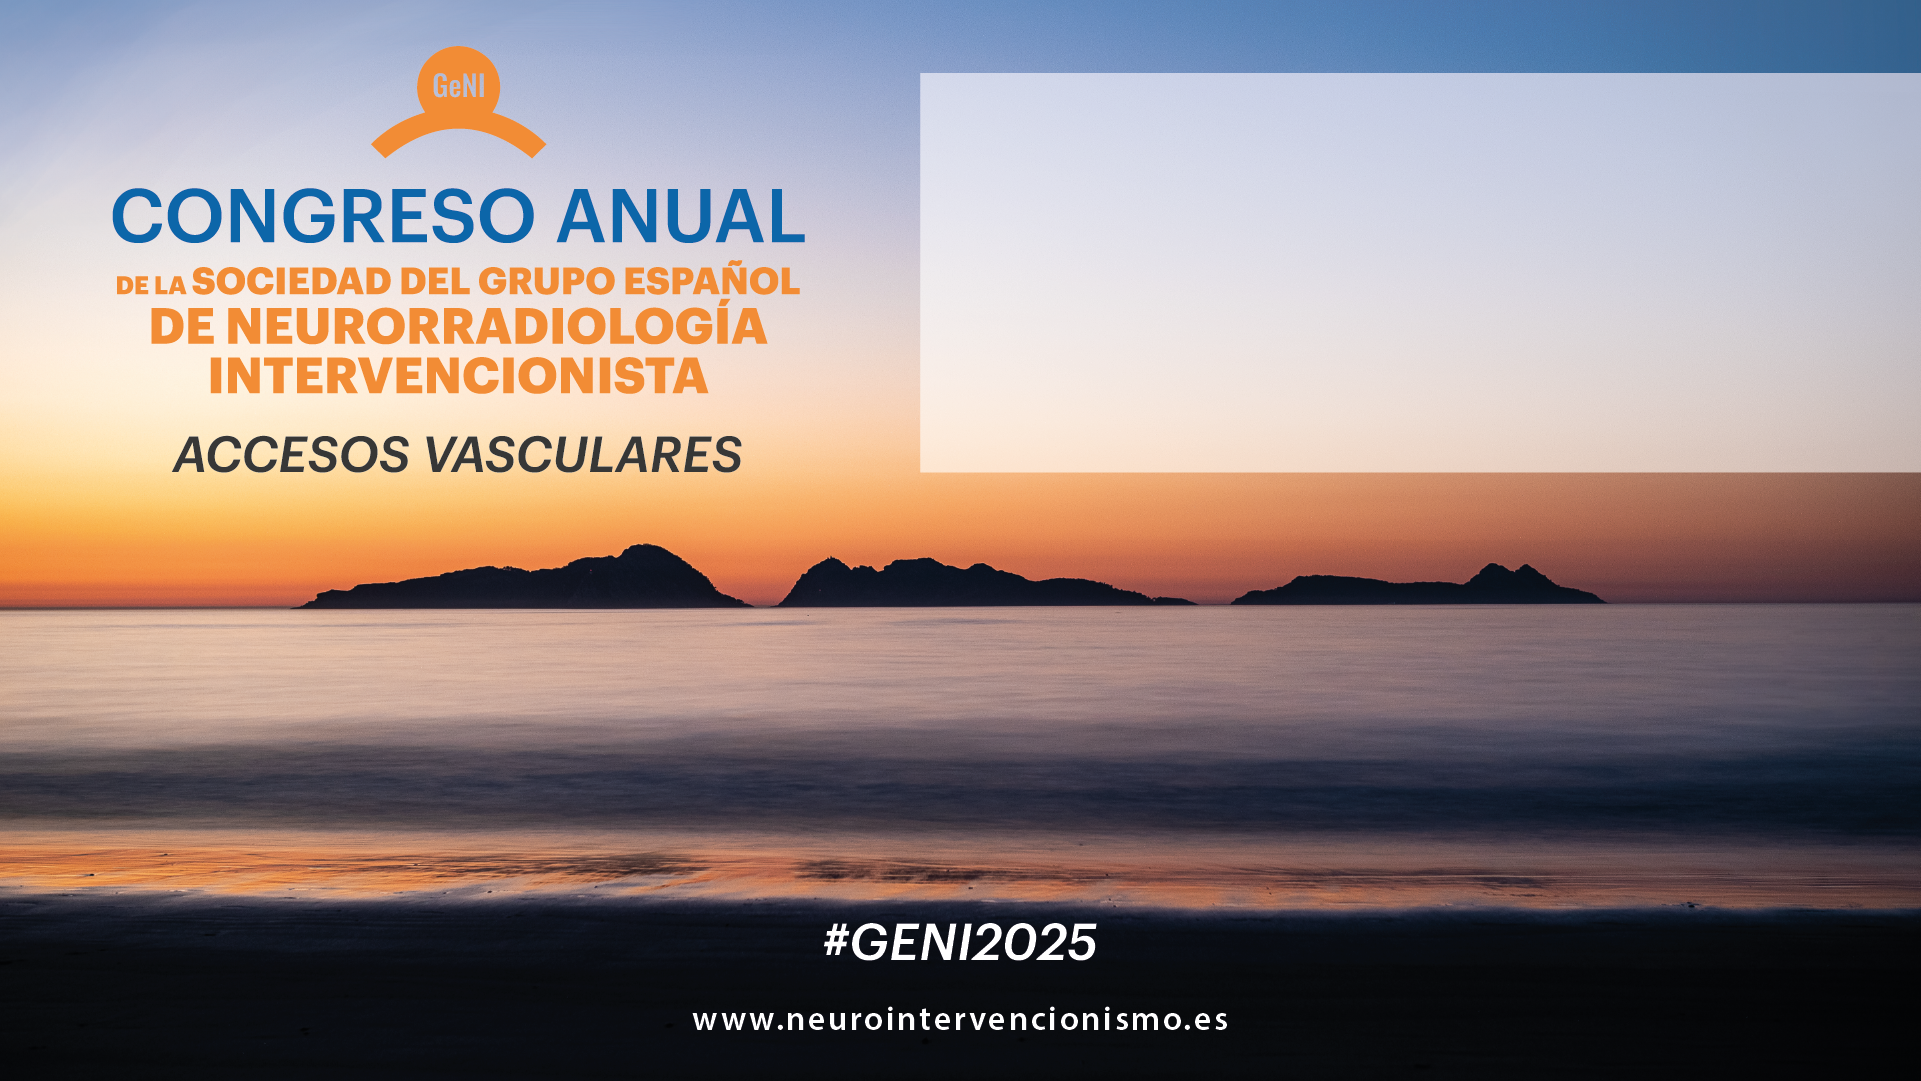 GeNI
CONGRESO ANUAL
DE LA SOCIEDAD DEL GRUPO ESPAÑOL
DE NEURORRADIOLOGÍA
INTERVENCIONISTA
ACCESOS VASCULARES
#GENI2025
www.neurointervencionismo.es